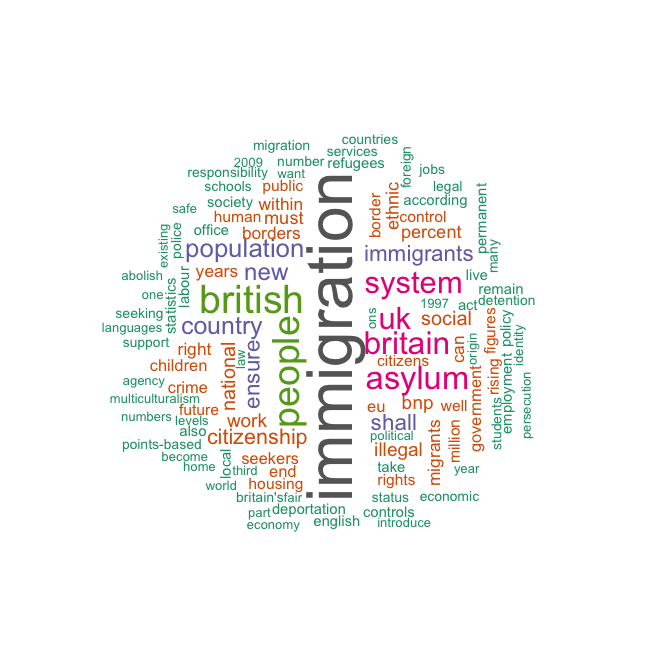 countries
migration
services
2009
number
refugees
foreign
responsibility
want
jobs
schools
public
legal
safe
society
within
border
ethnic
according
permanent
human
must
control
existing
police
office
borders
percent
many
population
immigrants
immigration
abolish
years
new
system
live
labour
remain
one
statistics
british
1997
act
detention
seeking
ons
uk
social
languages
country
people
support
law
ensurey
britain
can
origin
figures
policy
identity
right
national
citizens
children
asylum
rising
employment
agency
crime
government
multiculturalism
future
eu
bnp
well
persecution
numbers
levels
work
shall
students
also
citizenship
political
points-based
illegal
migrants
million
become
local
seekers
take
home
third
end
rights
year
world
housing
britain's
fair
status
economic
part
deportation
controls
economy
english
introduce